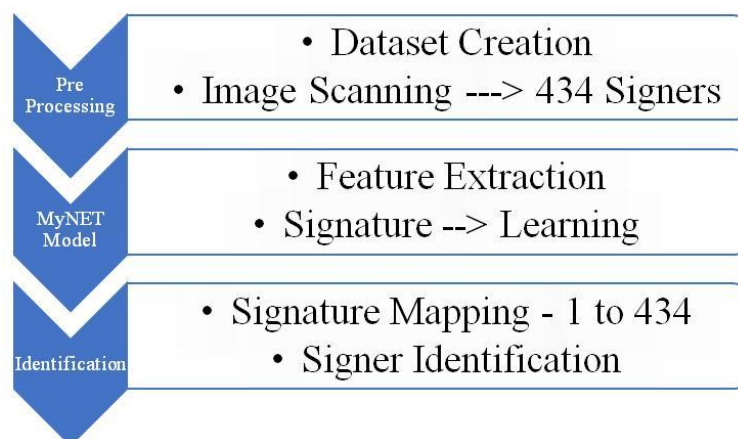 Pre
Processing
• Dataset Creation
• Image Scanning ---> 434 Signers
MyNET
Model
• Feature Extraction
• Signature --> Learning
Identification
• Signature Mapping - 1 to 434
• Signer Identification